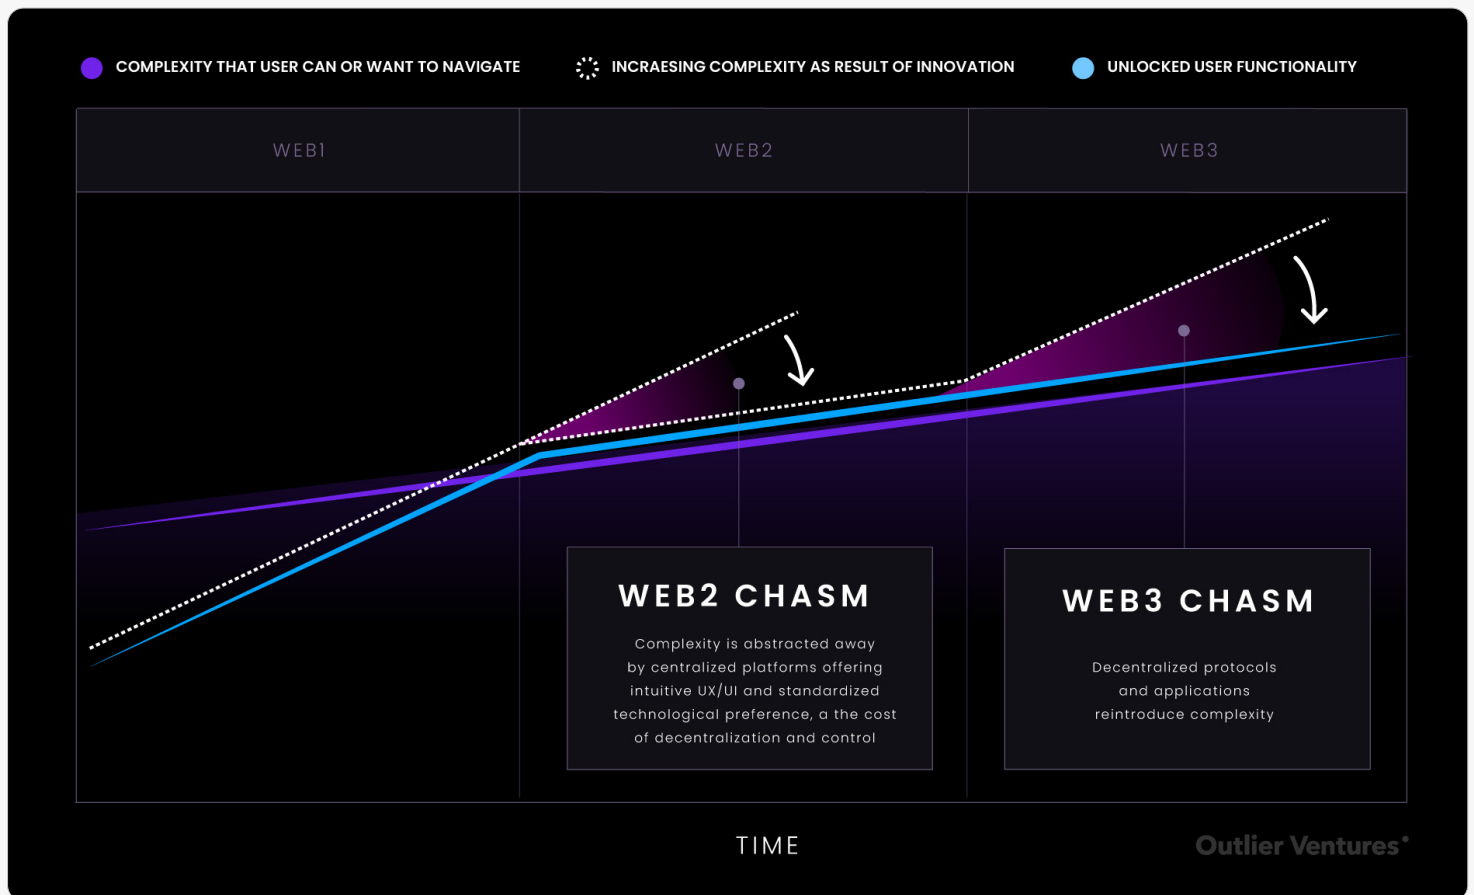 COMPLEXITY THAT USER CAN OR WANT TO NAVIGATE
INCRAESING COMPLEXITY AS RESULT OF INNOVATION
UNLOCKED USER FUNCTIONALITY
WEB1
WEB2
WEB3
WEB2 CHASM
Complexity is abstracted away
by centralized platforms offering
intuitive UX/UI and standardized
technological preference, a the cost
of decentralization and control
WEB3 CHASM
Decentralized protocols
and applications
reintroduce complexity
TIME
Outlier Ventures